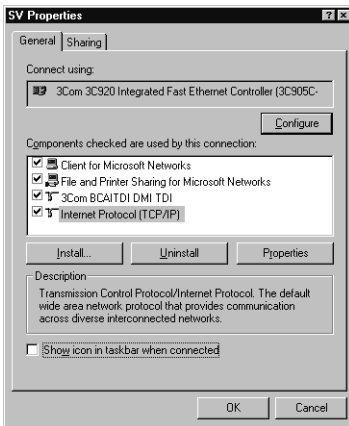 SV Properties
General Sharing
Connect using:
3Com 3C920 Integrated Fast Ethernet Controller (3C905C-
Configure
Components checked are used by this connection:
Client for Microsoft Networks
File and Printer Sharing for Microsoft Networks
3Com BCAITDI DMI TDI
Internet Protocol (TCP/IP)
Install... Uninstall Properties
Description
Transmission Control Protocol/Internet Protocol. The default
wide area network protocol that provides communication
across diverse interconnected networks.
Show icon in taskbar when connected
OK Cancel